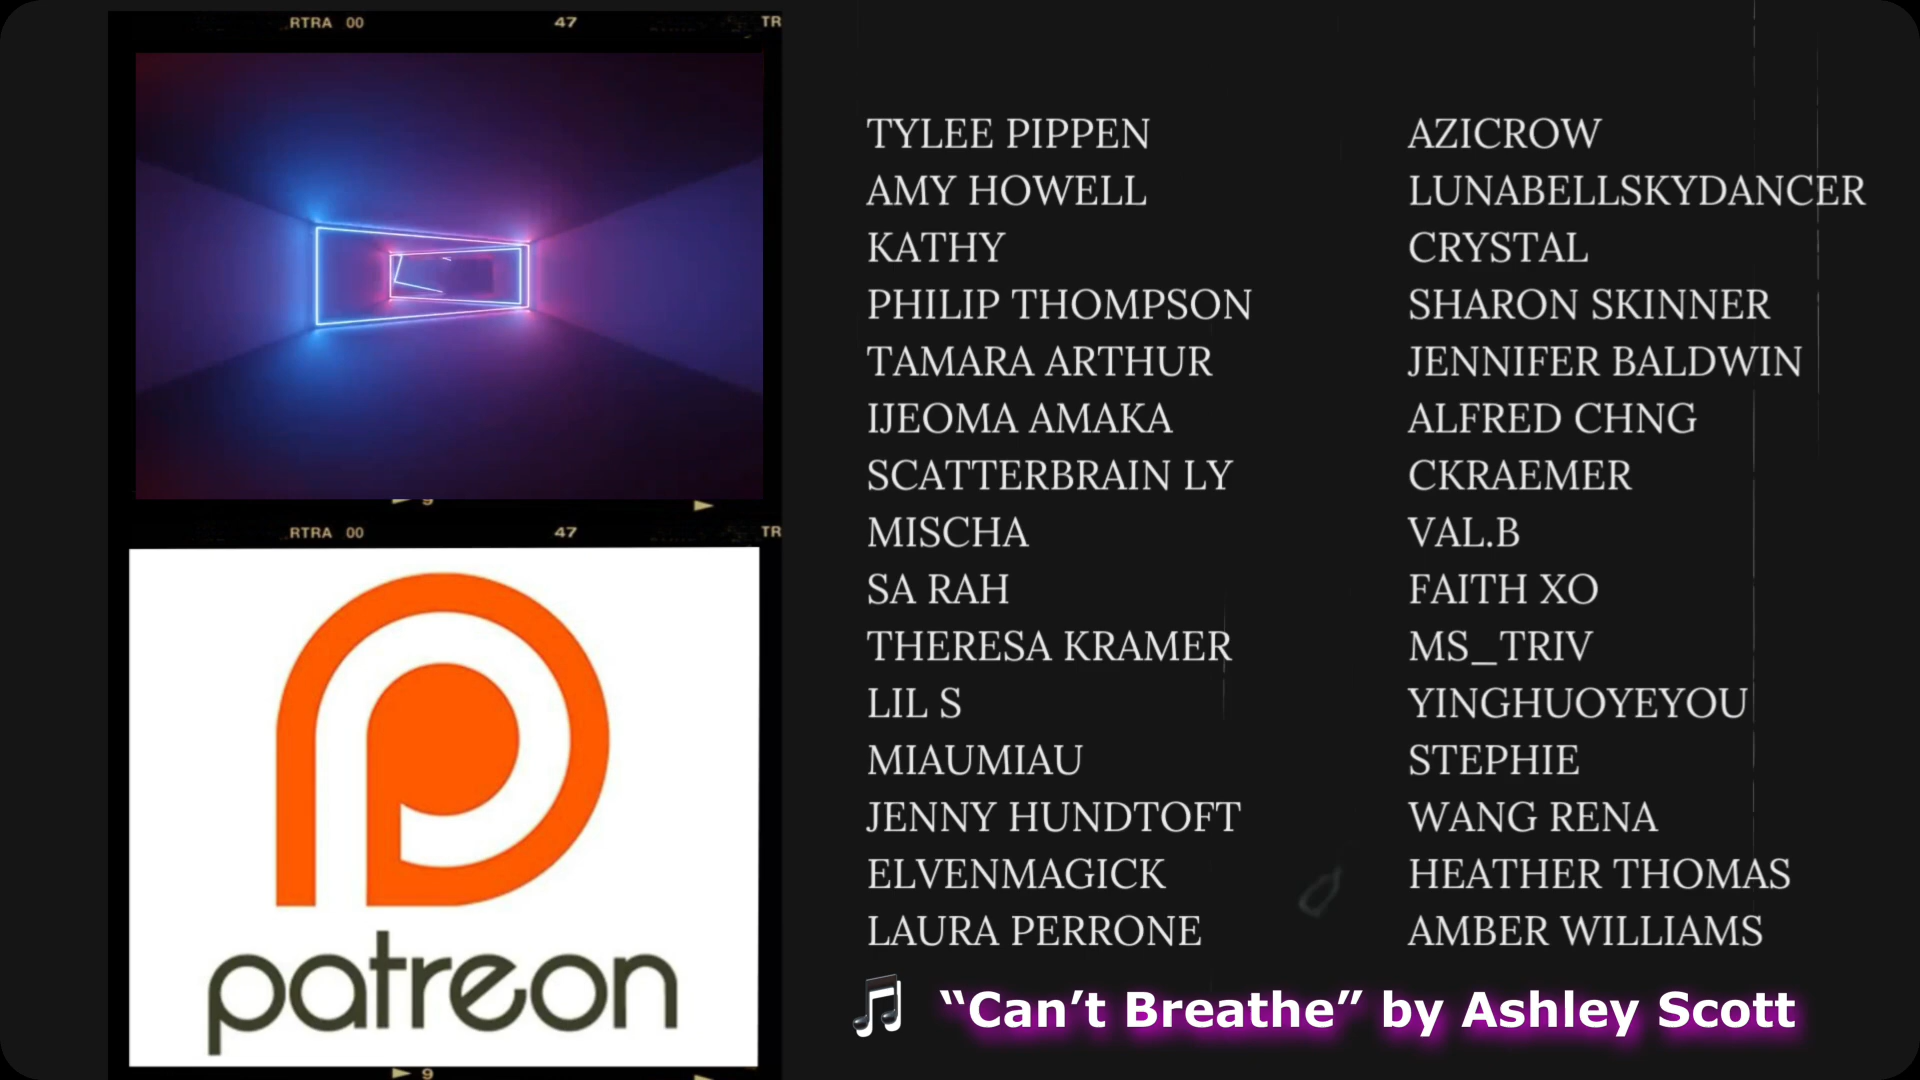 RTRA 00 47 TR
9
RTRA 00 47 TR
patreon
9
TYLEE PIPPEN
AMY HOWELL
KATHY
PHILIP THOMPSON
TAMARA ARTHUR
IJEOMA AMAKA
SCATTERBRAIN LY
MISCHA
SA RAH
THERESA KRAMER
LIL S
MIAUMIAU
JENNY HUNDTOFT
ELVENMAGICK
LAURA PERRONE
AZICROW
LUNABELLSKYDANCER
CRYSTAL
SHARON SKINNER
JENNIFER BALDWIN
ALFRED CHNG
CKRAEMER
VAL.B
FAITH XO
MS_TRIV
YINGHUOYEYOU
STEPHIE
WANG RENA
HEATHER THOMAS
AMBER WILLIAMS
“Can’t Breathe” by Ashley Scott